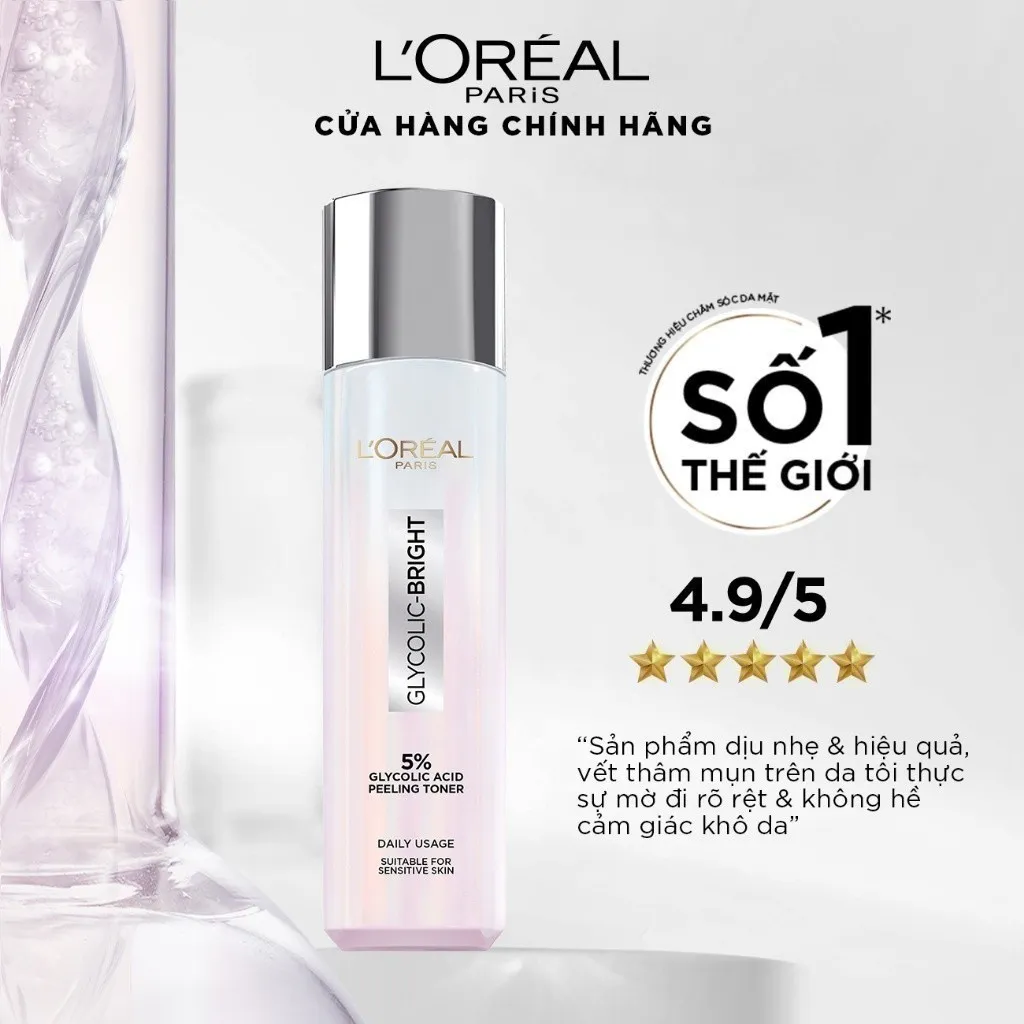 L'ORÉAL
PARiS
CỬA HÀNG CHÍNH HÃNG
THƯƠNG HIỆU CHĂM SÓC DA MẶT
SỐ 1*
THẾ GIỚI
L'ORÉAL
PARIS
GLYCOLIC-BRIGHT
5%
GLYCOLIC ACID
PEELING TONER
DAILY USAGE
SUITABLE FOR
SENSITIVE SKIN
4.9/5
“Sản phẩm dịu nhẹ & hiệu quả,
vết thâm mụn trên da tôi thực
sự mờ đi rõ rệt & không hề
cảm giác khô da”